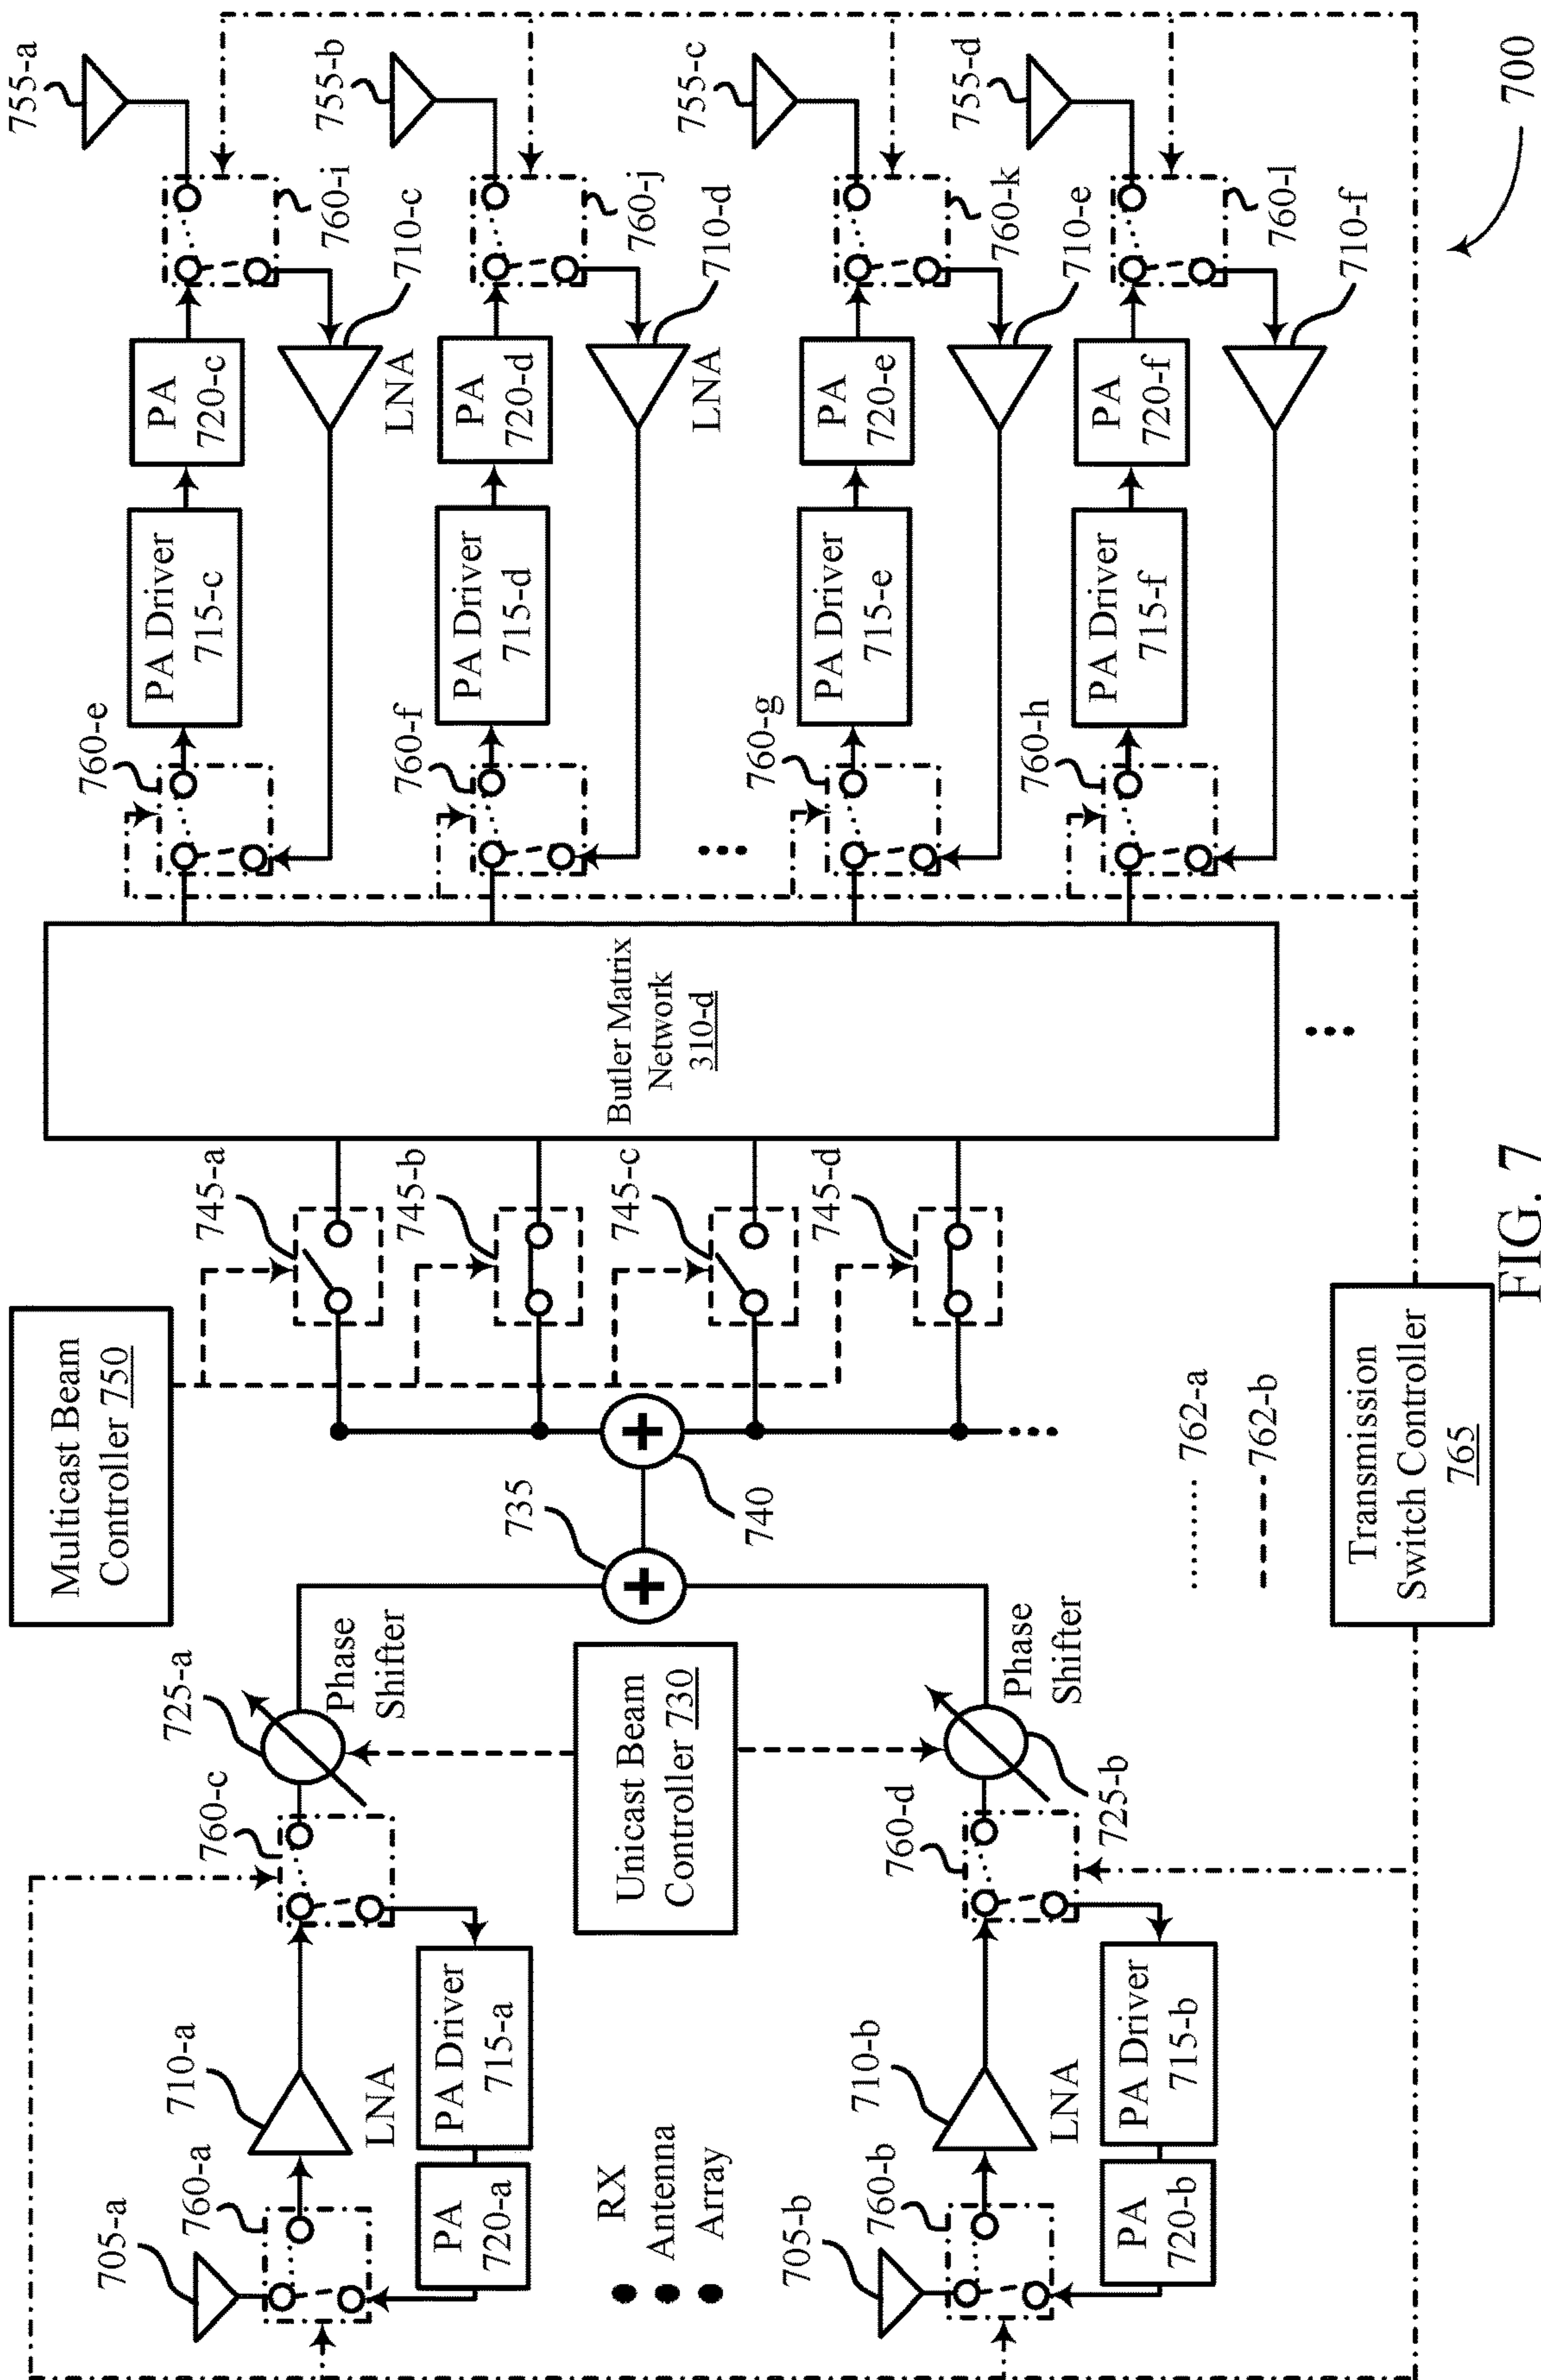 755-a
755-b
755-c
755-d
760-i
760-j
760-k
760-l
710-c
710-d
710-e
710-f
PA
720-c
PA
720-d
PA
720-e
PA
720-f
LNA
LNA
PA Driver
715-c
PA Driver
715-d
PA Driver
715-e
PA Driver
715-f
760-e
760-f
760-g
760-h
Butler Matrix
Network
310-d
745-a
745-b
745-c
745-d
Multicast Beam
Controller 750
735
740
725-a
Phase
Shifter
Unicast Beam
Controller 730
Phase
Shifter
725-b
760-c
760-d
710-a
LNA
PA Driver
715-a
710-b
LNA
PA Driver
715-b
705-a
760-a
PA
720-a
RX
Antenna
Array
705-b
760-b
PA
720-b
762-a
762-b
Transmission
Switch Controller
765
700
FIG. 7